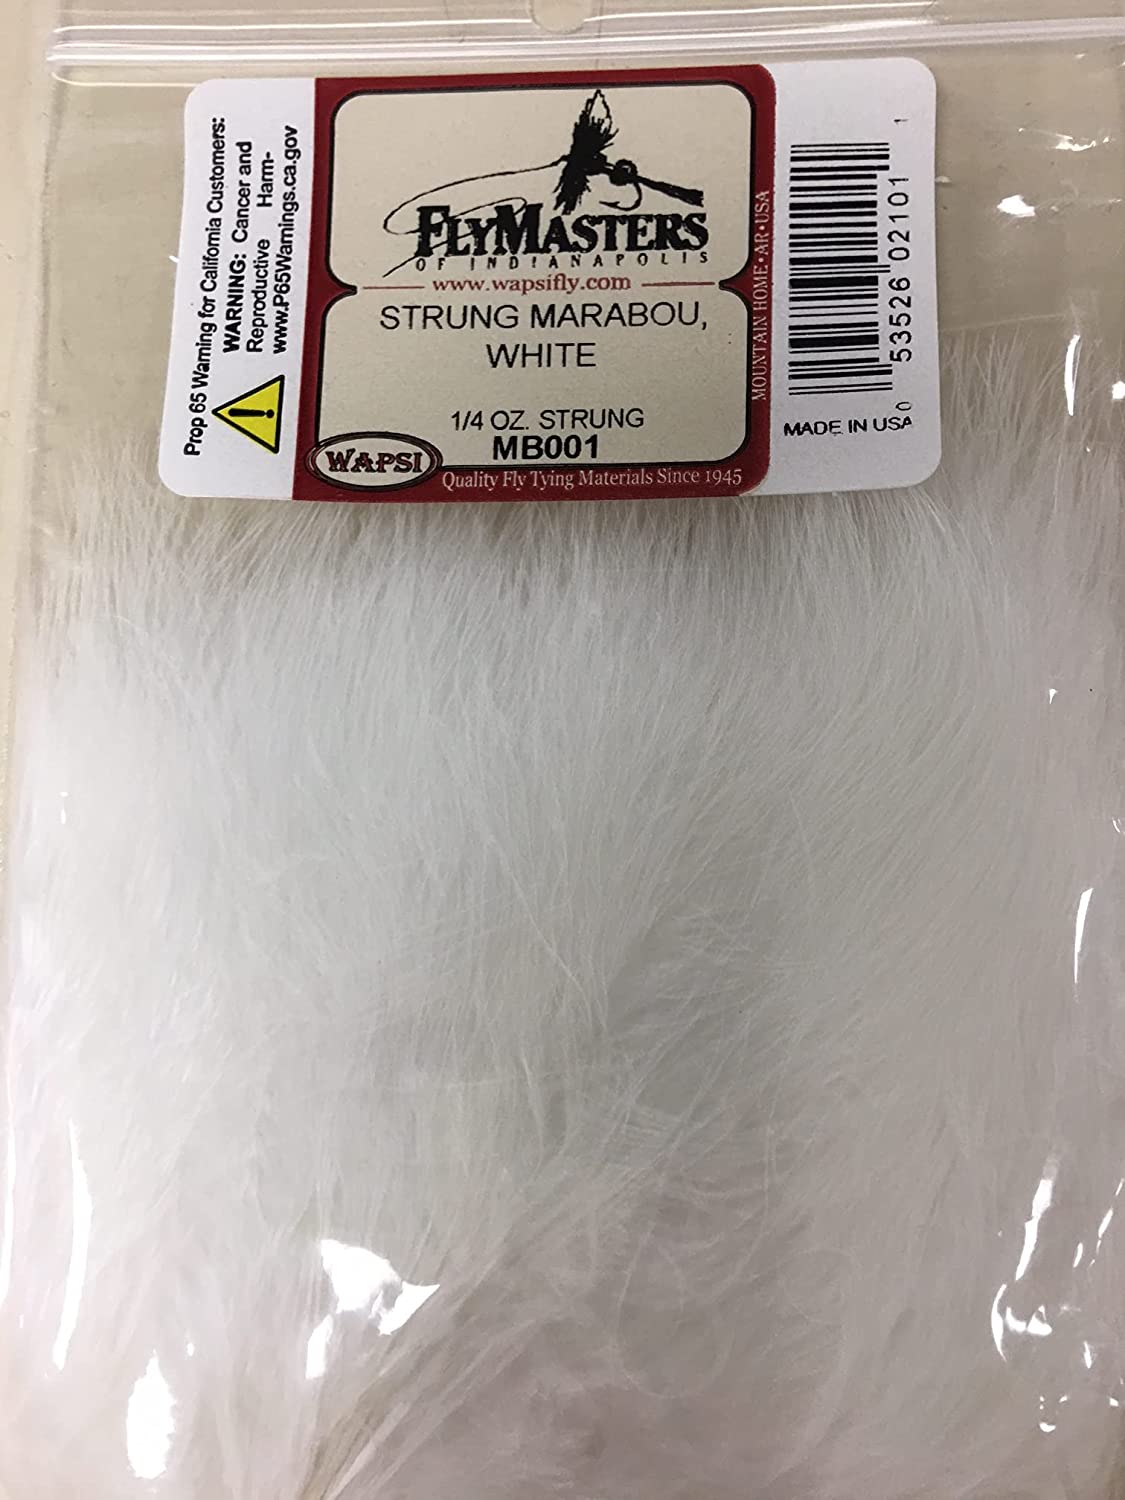 Prop 65 Warning for California Customers:
WARNING: Cancer and
Reproductive Harm-
www.P65Warnings.ca.gov
FLYMASTERS
OF INDIANAPOLIS
www.wapsifly.com
STRUNG MARABOU,
WHITE
1/4 OZ. STRUNG
MB001
WAPSI
Quality Fly Tying Materials Since 1945
MOUNTAIN HOME • AR • USA
0 53526 02101 1
MADE IN USA